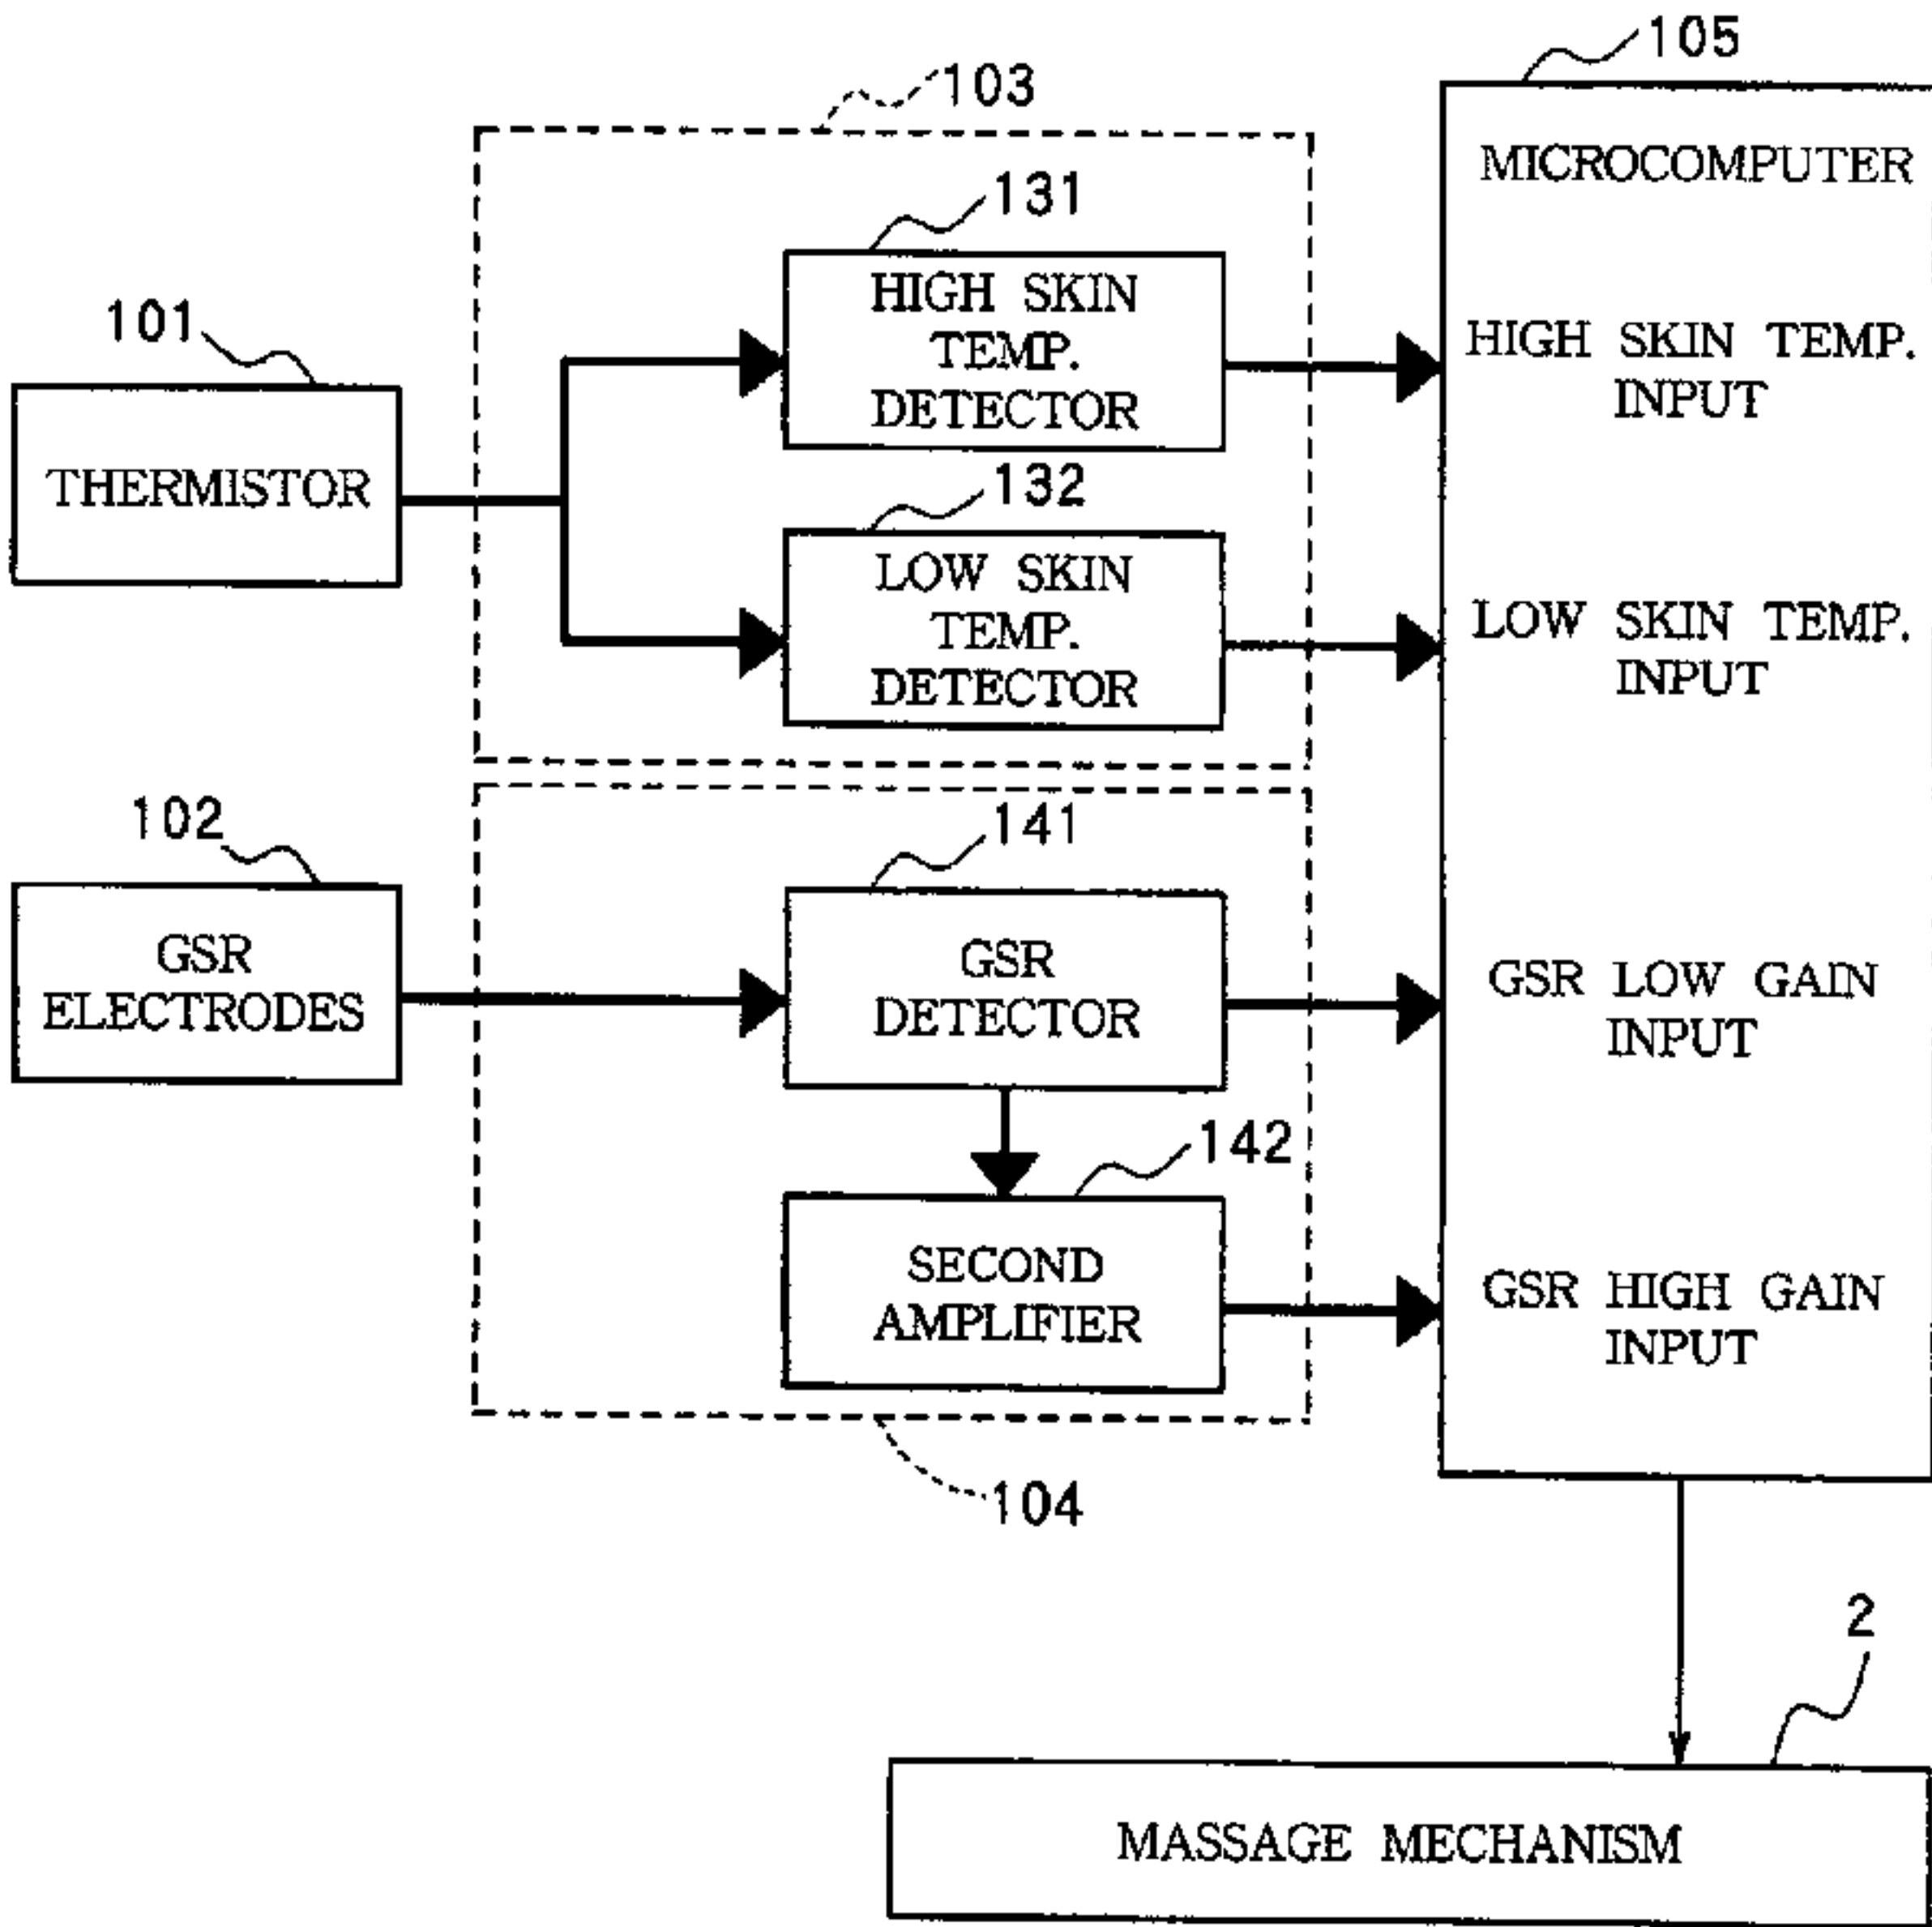 105
103
MICROCOMPUTER
131
HIGH SKIN
TEMP.
DETECTOR
HIGH SKIN TEMP.
INPUT
101
THERMISTOR
132
LOW SKIN
TEMP.
DETECTOR
LOW SKIN TEMP.
INPUT
102
GSR
ELECTRODES
141
GSR
DETECTOR
GSR LOW GAIN
INPUT
142
SECOND
AMPLIFIER
GSR HIGH GAIN
INPUT
104
2
MASSAGE MECHANISM